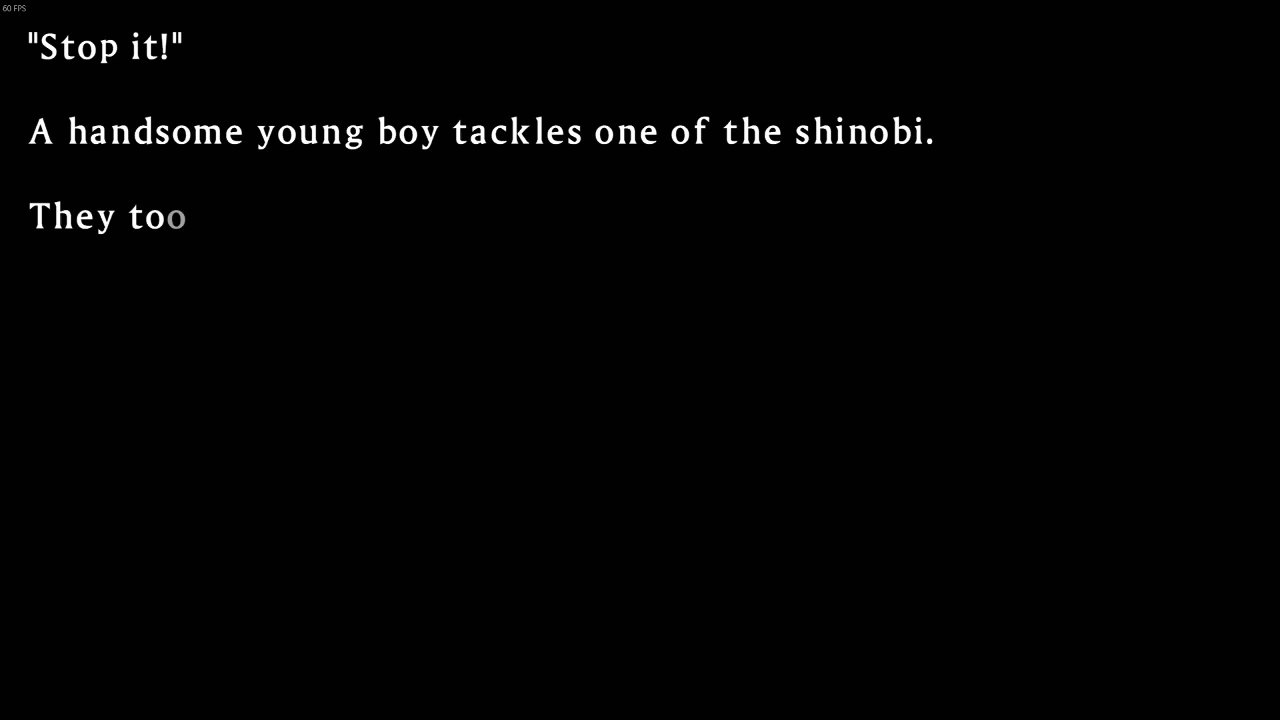 60 FPS
"Stop it!"
A handsome young boy tackles one of the shinobi.
They too